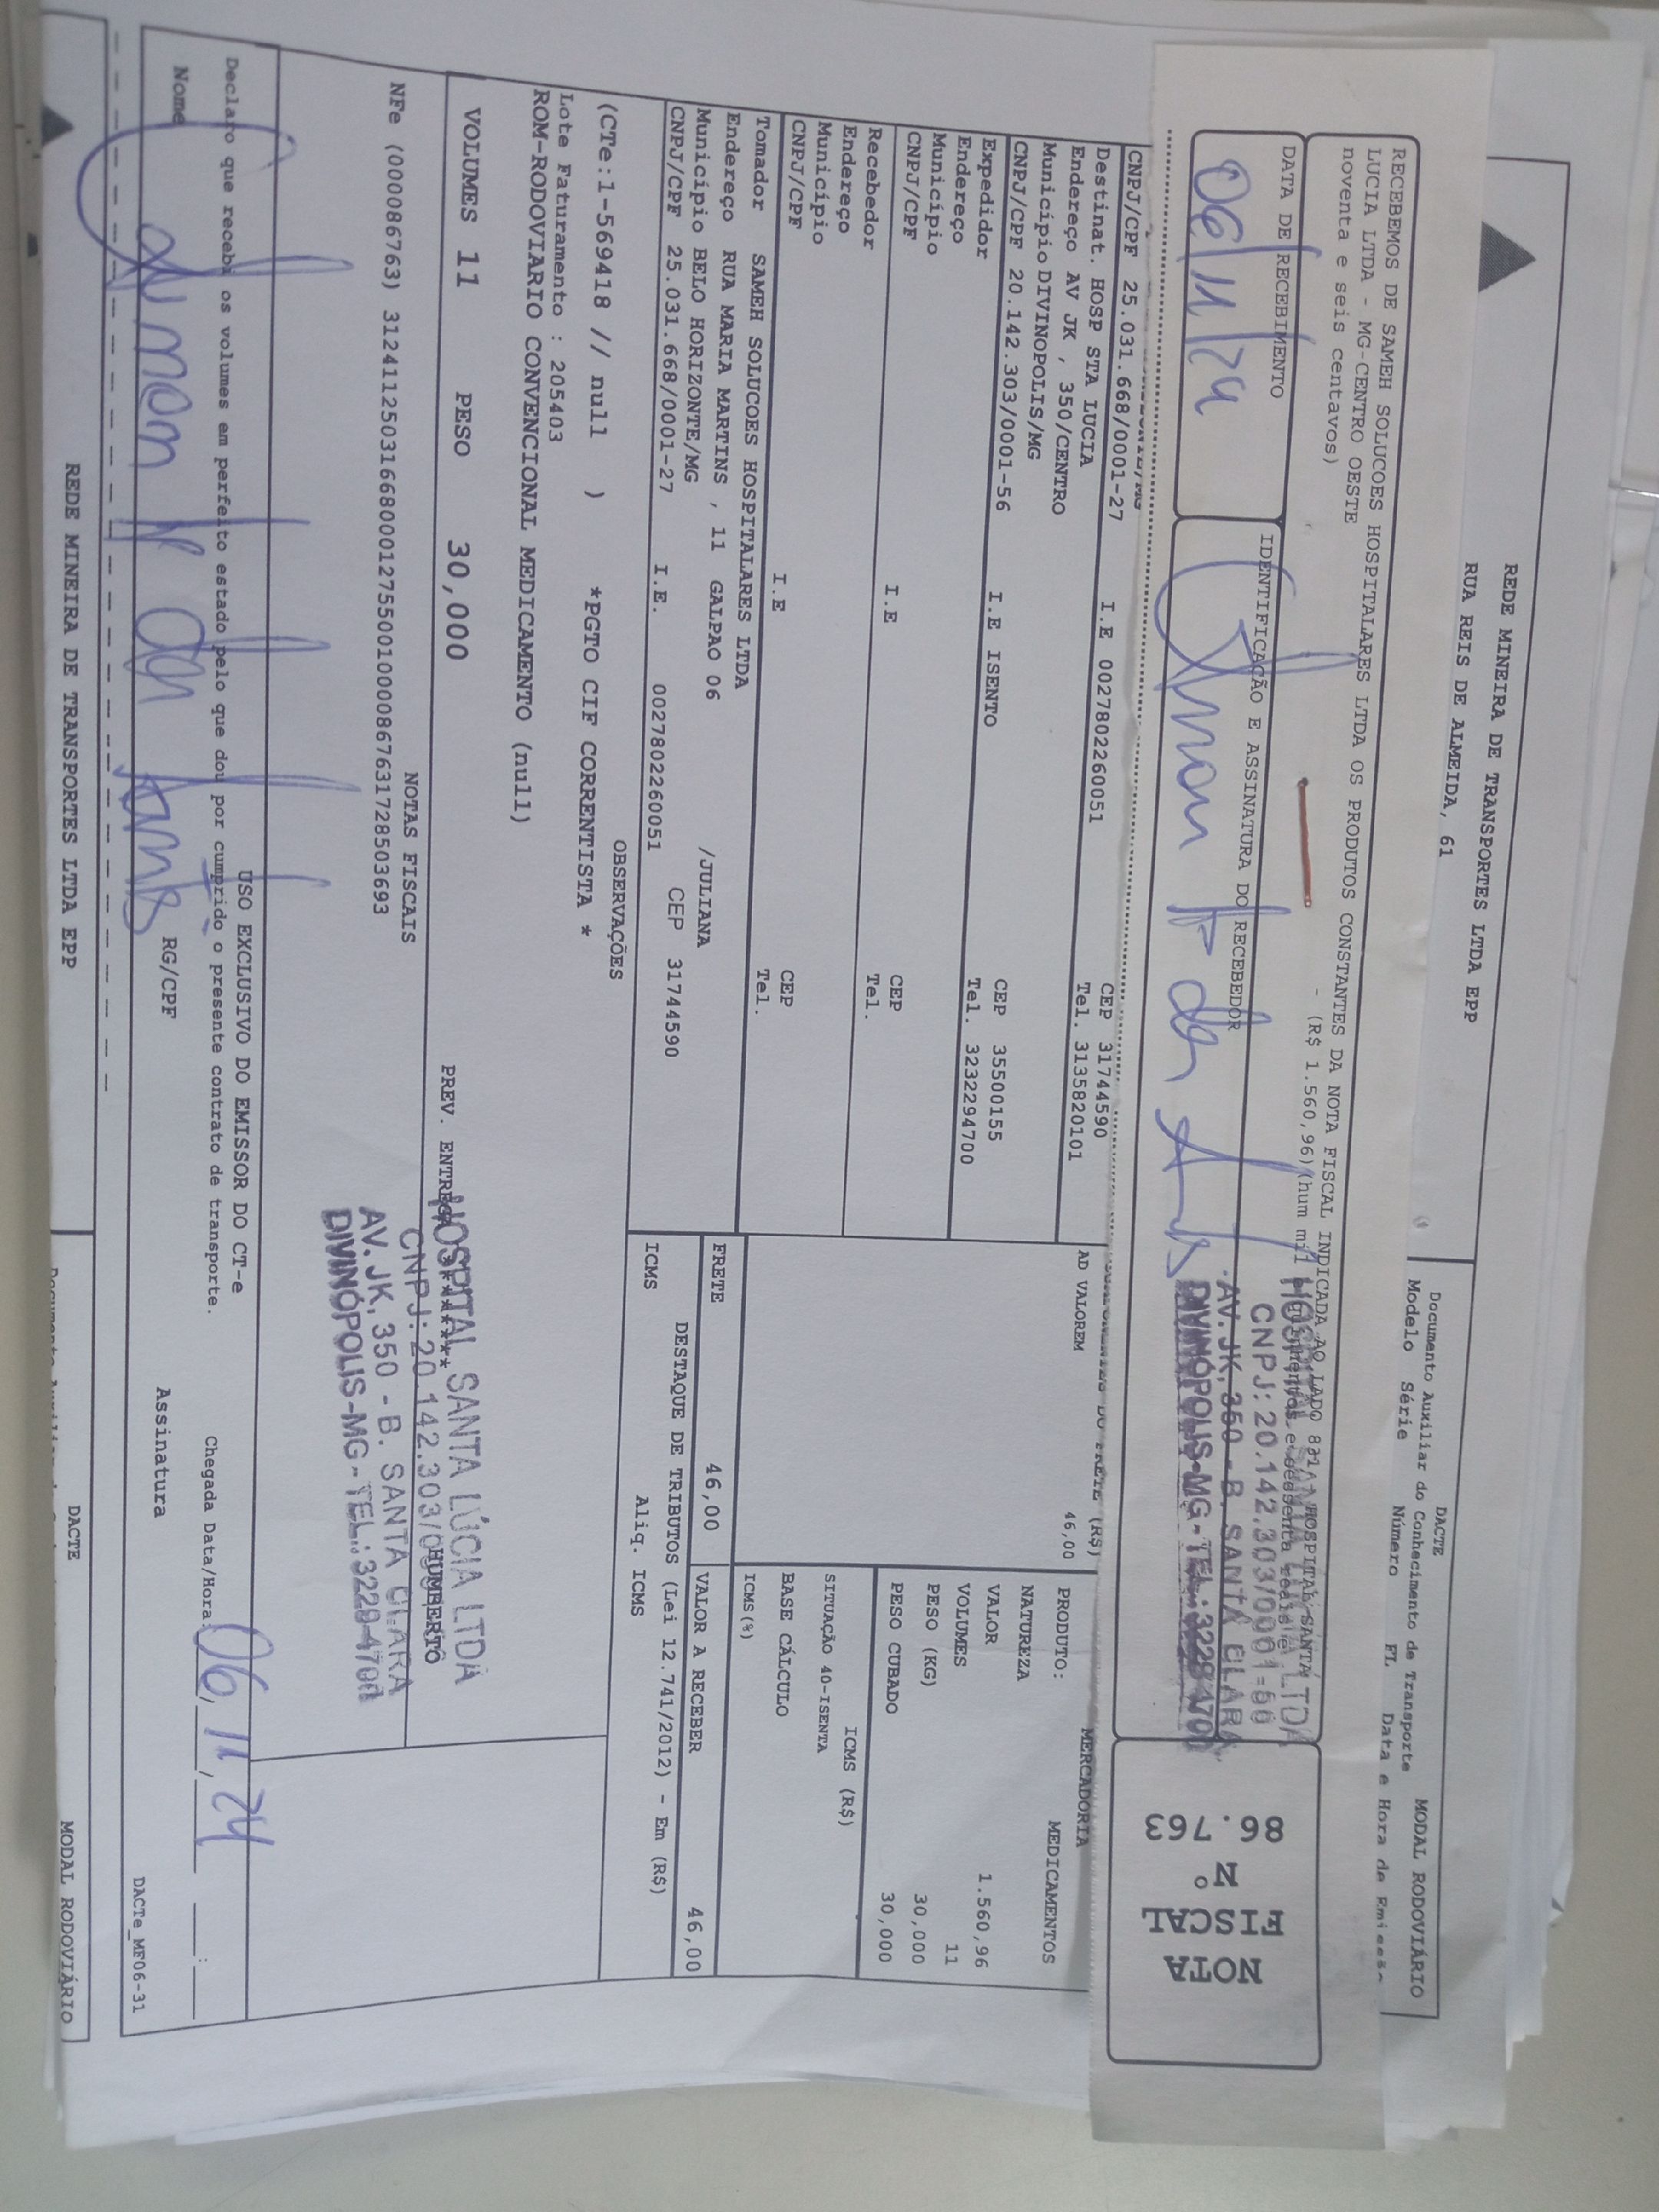 REDE MINEIRA DE TRANSPORTES LTDA EPP
RUA REIS DE ALMEIDA, 61
DACTE
Documento Auxiliar do Conhecimento de Transporte
MODAL RODOVIÁRIO
Modelo Série Número FL Data e Hora de Emissão
RECEBEMOS DE SAMEH SOLUCOES HOSPITALARES LTDA OS PRODUTOS CONSTANTES DA NOTA FISCAL INDICADA AO LADO HOSPITAL SANTA
LUCIA LTDA - MG-CENTRO OESTE - (R$ 1.560,96)(hum mil e quinhentos e sessenta reais e
noventa e seis centavos)
DATA DE RECEBIMENTO
06/11/24
IDENTIFICAÇÃO E ASSINATURA DO RECEBEDOR
HOSPITAL SANTA LÚCIA LTDA
CNPJ: 20.142.303/0001-56
AV. JK, 350 - B. SANTA CLARA
DIVINÓPOLIS-MG-TEL.: 3229 4700
NOTA
FISCAL
Nº
86.763
CNPJ/CPF 25.031.668/0001-27 I.E 0027802260051 CEP 31744590
Tel. 3135820101
Destinat. HOSP STA LUCIA
Endereço AV JK , 350/CENTRO
Município DIVINOPOLIS/MG CEP 35500155
CNPJ/CPF 20.142.303/0001-56 I.E ISENTO Tel. 3232294700
Expedidor
Endereço
Município CEP
CNPJ/CPF I.E Tel.
Recebedor
Endereço
Município CEP
CNPJ/CPF I.E Tel.
Tomador SAMEH SOLUCOES HOSPITALARES LTDA
Endereço RUA MARIA MARTINS , 11 GALPAO 06 /JULIANA
Município BELO HORIZONTE/MG CEP 31744590
CNPJ/CPF 25.031.668/0001-27 I.E. 0027802260051
AD VALOREM 46,00
MERCADORIA
PRODUTO: MEDICAMENTOS
NATUREZA
VALOR 1.560,96
VOLUMES 11
PESO (KG) 30,000
PESO CUBADO 30,000
ICMS (R$)
SITUAÇÃO 40-ISENTA
BASE CÁLCULO
ICMS(%)
FRETE 46,00
VALOR A RECEBER 46,00
DESTAQUE DE TRIBUTOS (Lei 12.741/2012) - Em (R$)
ICMS Aliq. ICMS
OBSERVAÇÕES
(CTe:1-569418 // null ) *PGTO CIF CORRENTISTA *
Lote Faturamento : 205403
ROM-RODOVIARIO CONVENCIONAL MEDICAMENTO (null)
VOLUMES 11 PESO 30,000 PREV. ENTREGA HUMBERTO
NOTAS FISCAIS
NFe (000086763) 31241125031668000127550010000867631728503693
HOSPITAL SANTA LÚCIA LTDA
CNPJ: 20.142.303/0
AV. JK, 350 - B. SANTA CLARA
DIVINÓPOLIS-MG-TEL.: 3229 4700
USO EXCLUSIVO DO EMISSOR DO CT-e
Declaro que recebi os volumes em perfeito estado pelo que dou por cumprido o presente contrato de transporte.
Chegada Data/Hora 06/11/24 __:__
Nome RG/CPF Assinatura
DACTe_MF06-31
REDE MINEIRA DE TRANSPORTES LTDA EPP
DACTE
MODAL RODOVIÁRIO